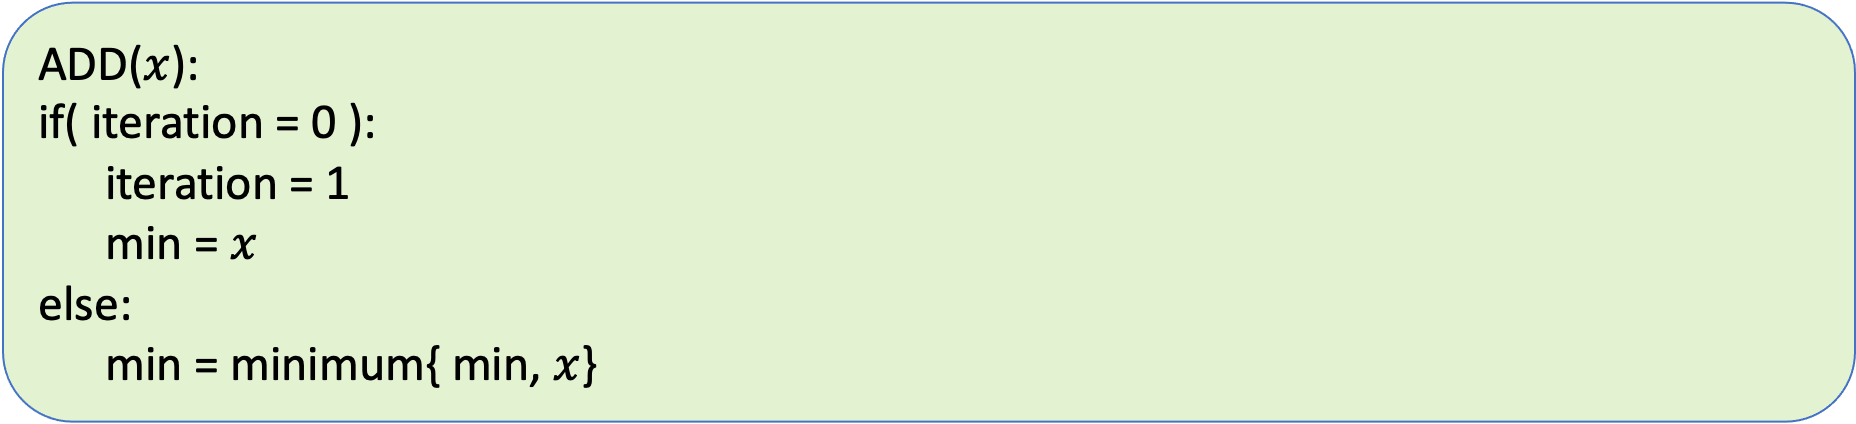 ADD(x):
if( iteration = 0 ):
iteration = 1
min = x
else:
min = minimum{ min, x}